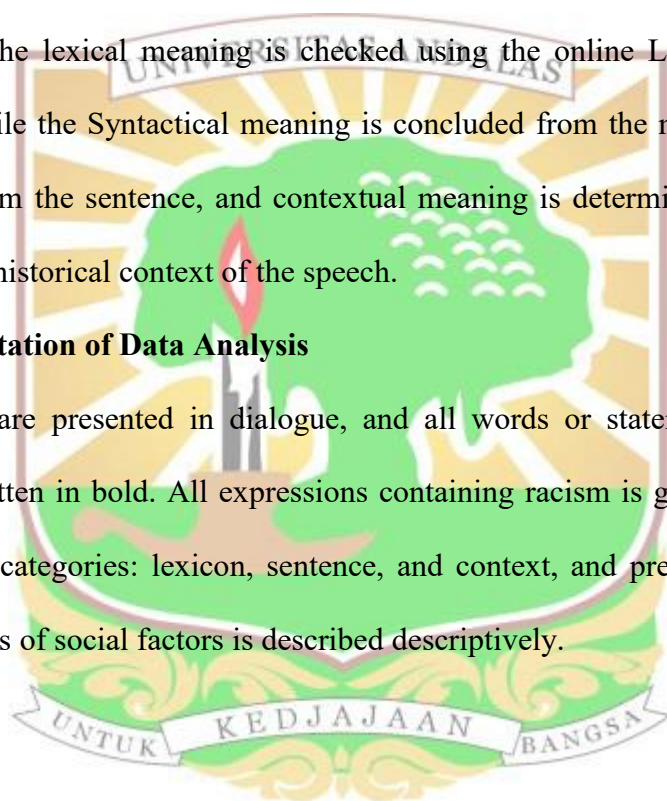 UNIVERSITAS ANDALAS
he lexical meaning is checked using the online L
ile the Syntactical meaning is concluded from the
m the sentence, and contextual meaning is determi
historical context of the speech.
tation of Data Analysis
are presented in dialogue, and all words or state
tten in bold. All expressions containing racism is g
categories: lexicon, sentence, and context, and pre
s of social factors is described descriptively.
UNTUK KEDJAJAAN BANGSA